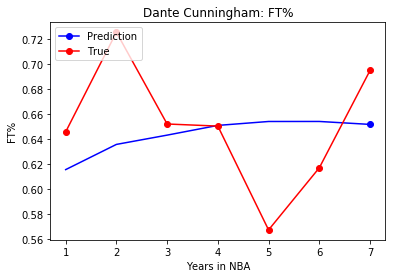 Dante Cunningham: FT%
Prediction
True
0.72
0.70
0.68
0.66
0.64
0.62
0.60
0.58
0.56
FT%
1 2 3 4 5 6 7
Years in NBA